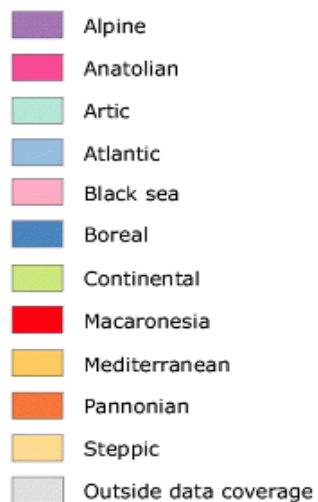 Alpine
Anatolian
Artic
Atlantic
Black sea
Boreal
Continental
Macaronesia
Mediterranean
Pannonian
Steppic
Outside data coverage